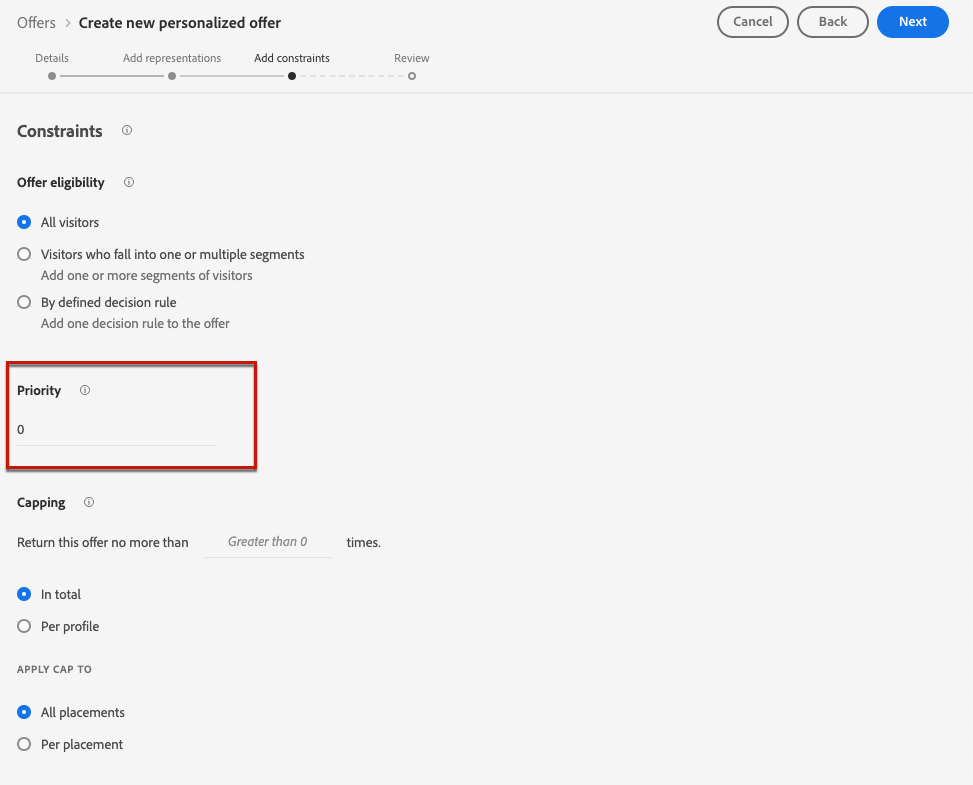 Offers > Create new personalized offer
Cancel
Back
Next
Details
Add representations
Add constraints
Review
Constraints
Offer eligibility
All visitors
Visitors who fall into one or multiple segments
Add one or more segments of visitors
By defined decision rule
Add one decision rule to the offer
Priority
0
Capping
Return this offer no more than Greater than 0 times.
In total
Per profile
APPLY CAP TO
All placements
Per placement